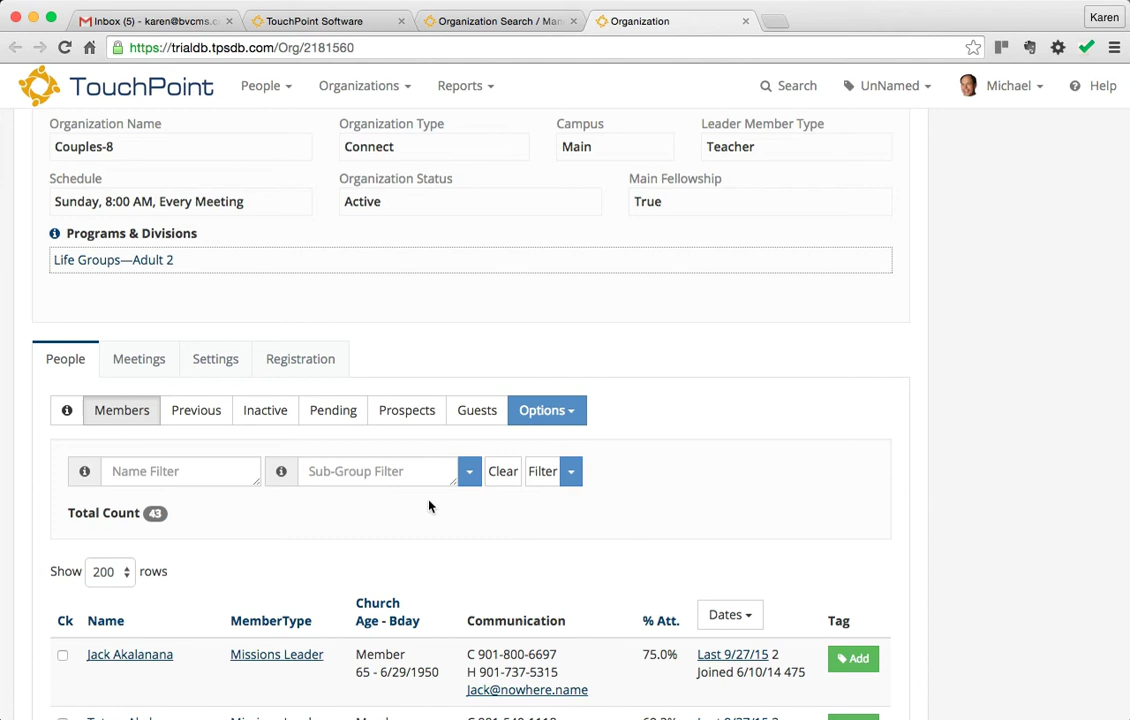 Inbox (5) - karen@bvcms.c
TouchPoint Software
Organization Search / Man
Organization
Karen
https://trialdb.tpsdb.com/Org/2181560
TouchPoint
People
Organizations
Reports
Search
UnNamed
Michael
Help
Organization Name
Organization Type
Campus
Leader Member Type
Couples-8
Connect
Main
Teacher
Schedule
Organization Status
Main Fellowship
Sunday, 8:00 AM, Every Meeting
Active
True
Programs & Divisions
Life Groups—Adult 2
People
Meetings
Settings
Registration
Members
Previous
Inactive
Pending
Prospects
Guests
Options
Name Filter
Sub-Group Filter
Clear
Filter
Total Count 43
Show 200 rows
Ck
Name
MemberType
Church
Age - Bday
Communication
% Att.
Dates
Tag
Jack Akalanana
Missions Leader
Member
65 - 6/29/1950
C 901-800-6697
H 901-737-5315
Jack@nowhere.name
75.0%
Last 9/27/15 2
Joined 6/10/14 475
Add